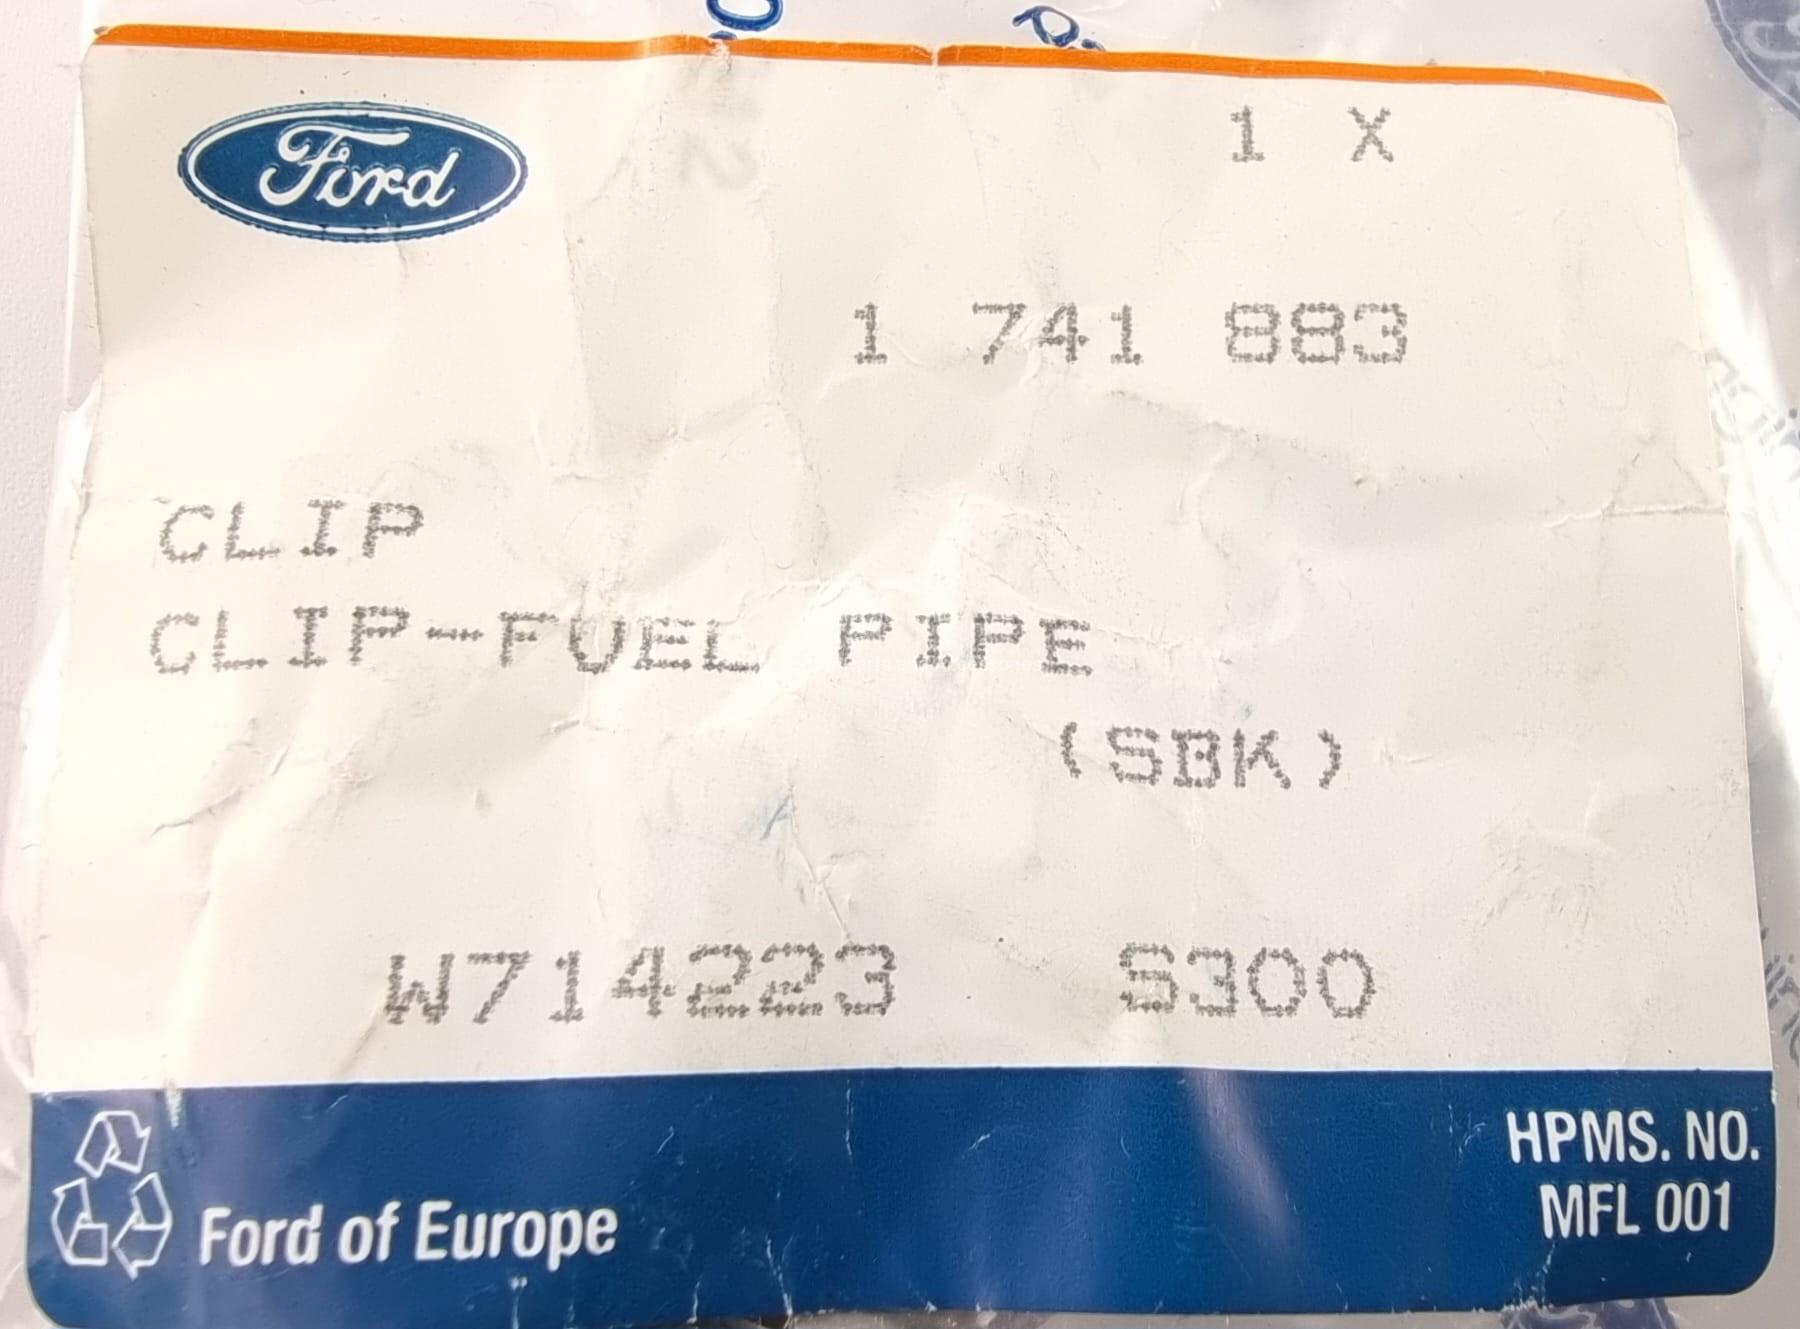 Ford
1 X
1 741 883
CLIP
CLIP-FUEL PIPE
(SBK)
W714223 S300
HPMS. NO.
MFL 001
Ford of Europe